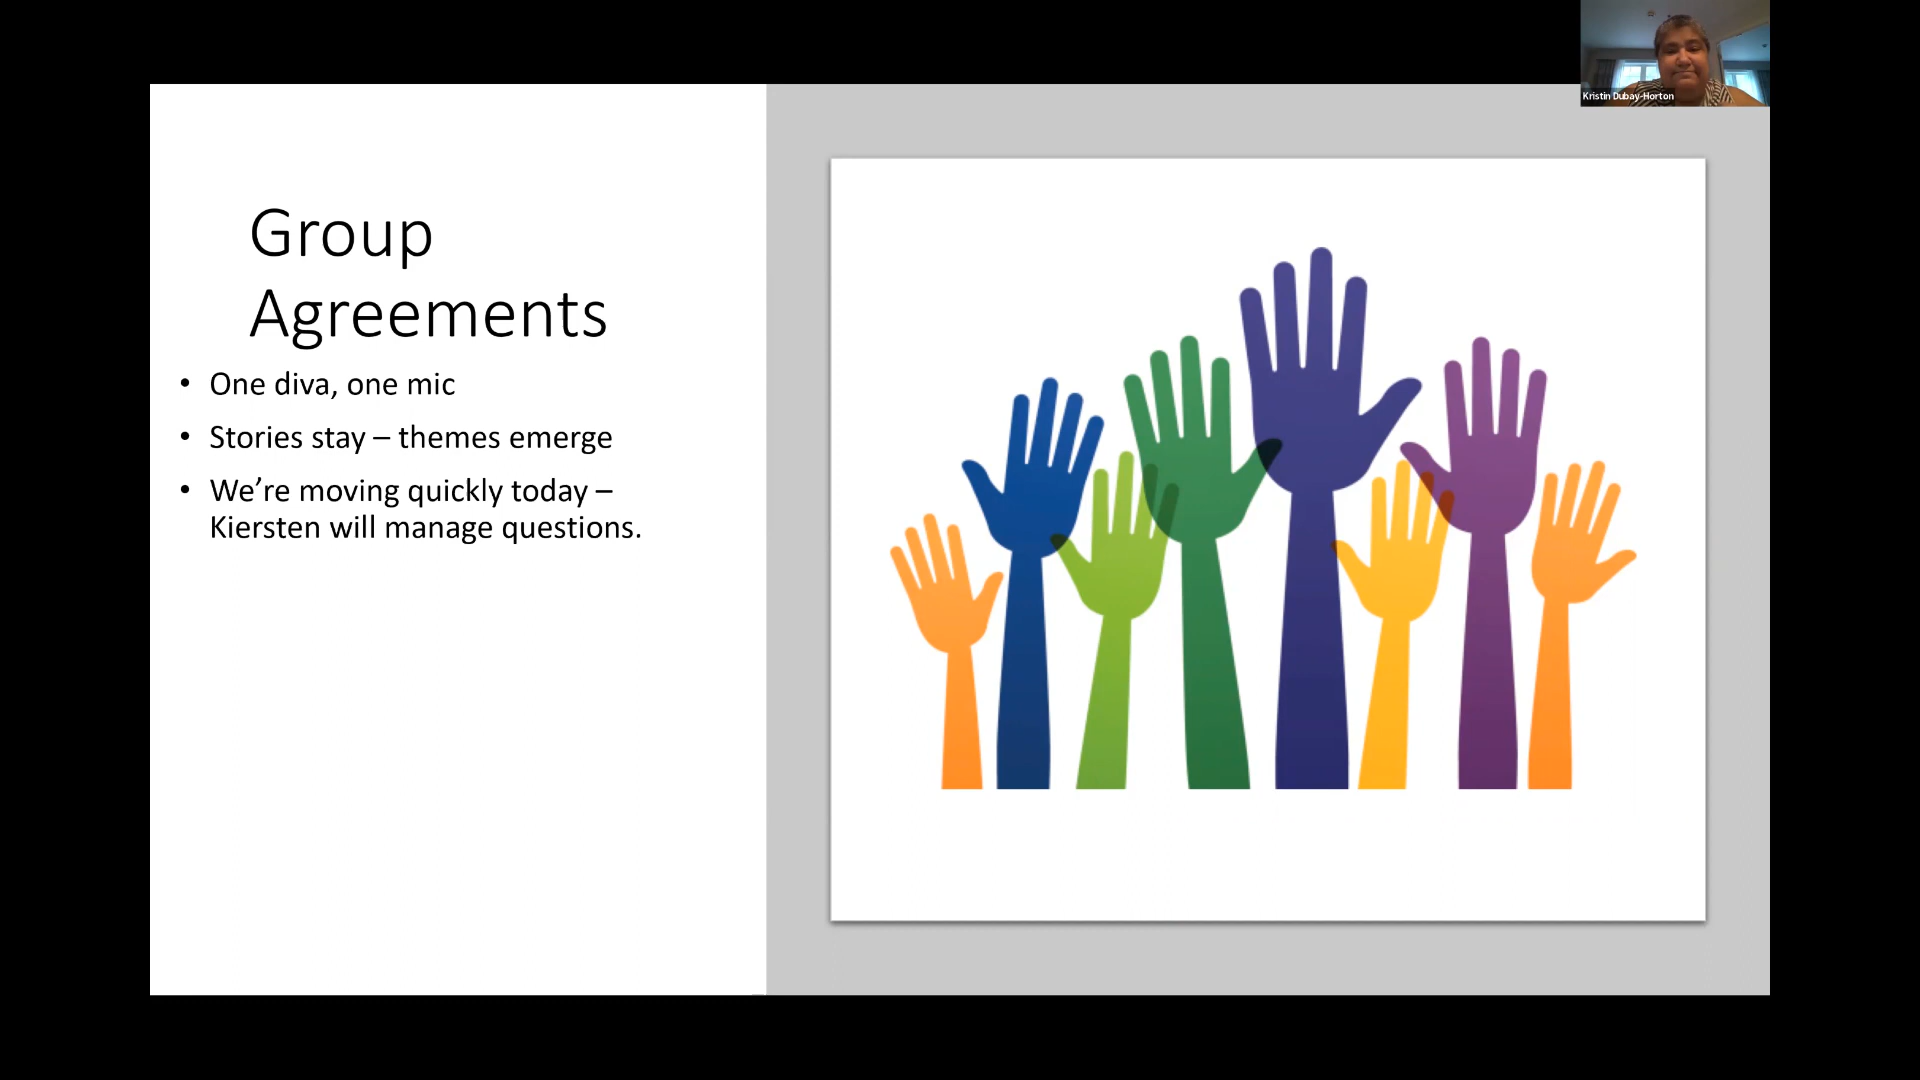 Kristin Dubay-Horton
Group
Agreements
• One diva, one mic
• Stories stay – themes emerge
• We’re moving quickly today –
Kiersten will manage questions.